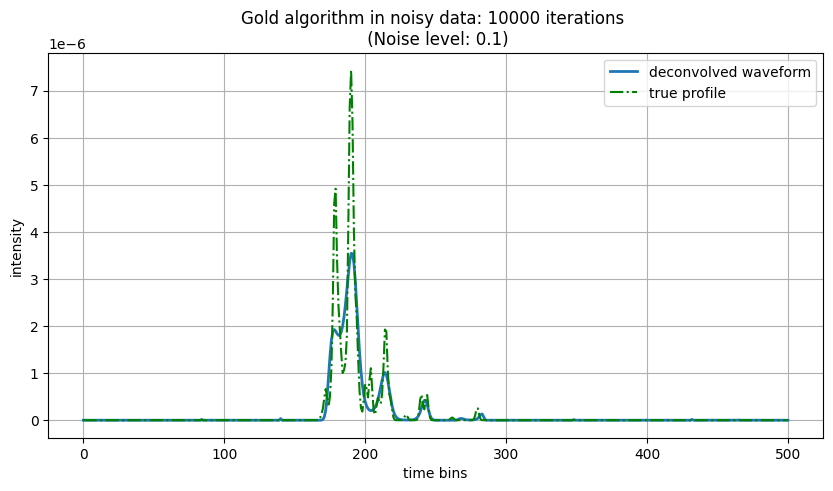 Gold algorithm in noisy data: 10000 iterations
(Noise level: 0.1)
1e−6
deconvolved waveform
true profile
7
6
5
4
3
2
1
0
intensity
0 100 200 300 400 500
time bins